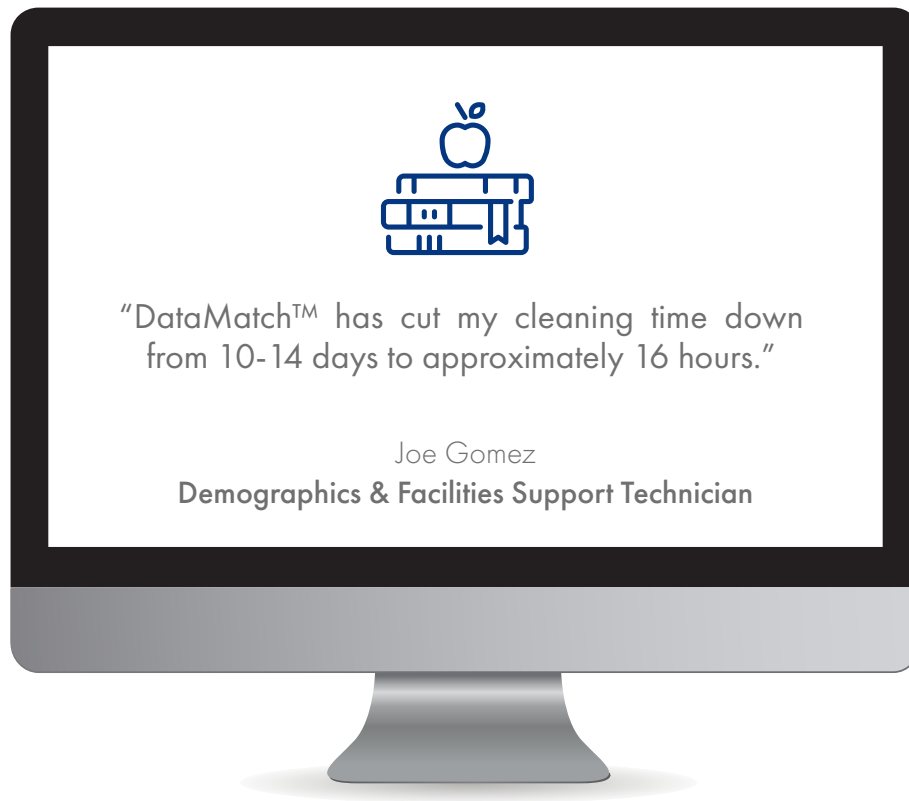 “DataMatch™ has cut my cleaning time down
from 10-14 days to approximately 16 hours.”
Joe Gomez
Demographics & Facilities Support Technician